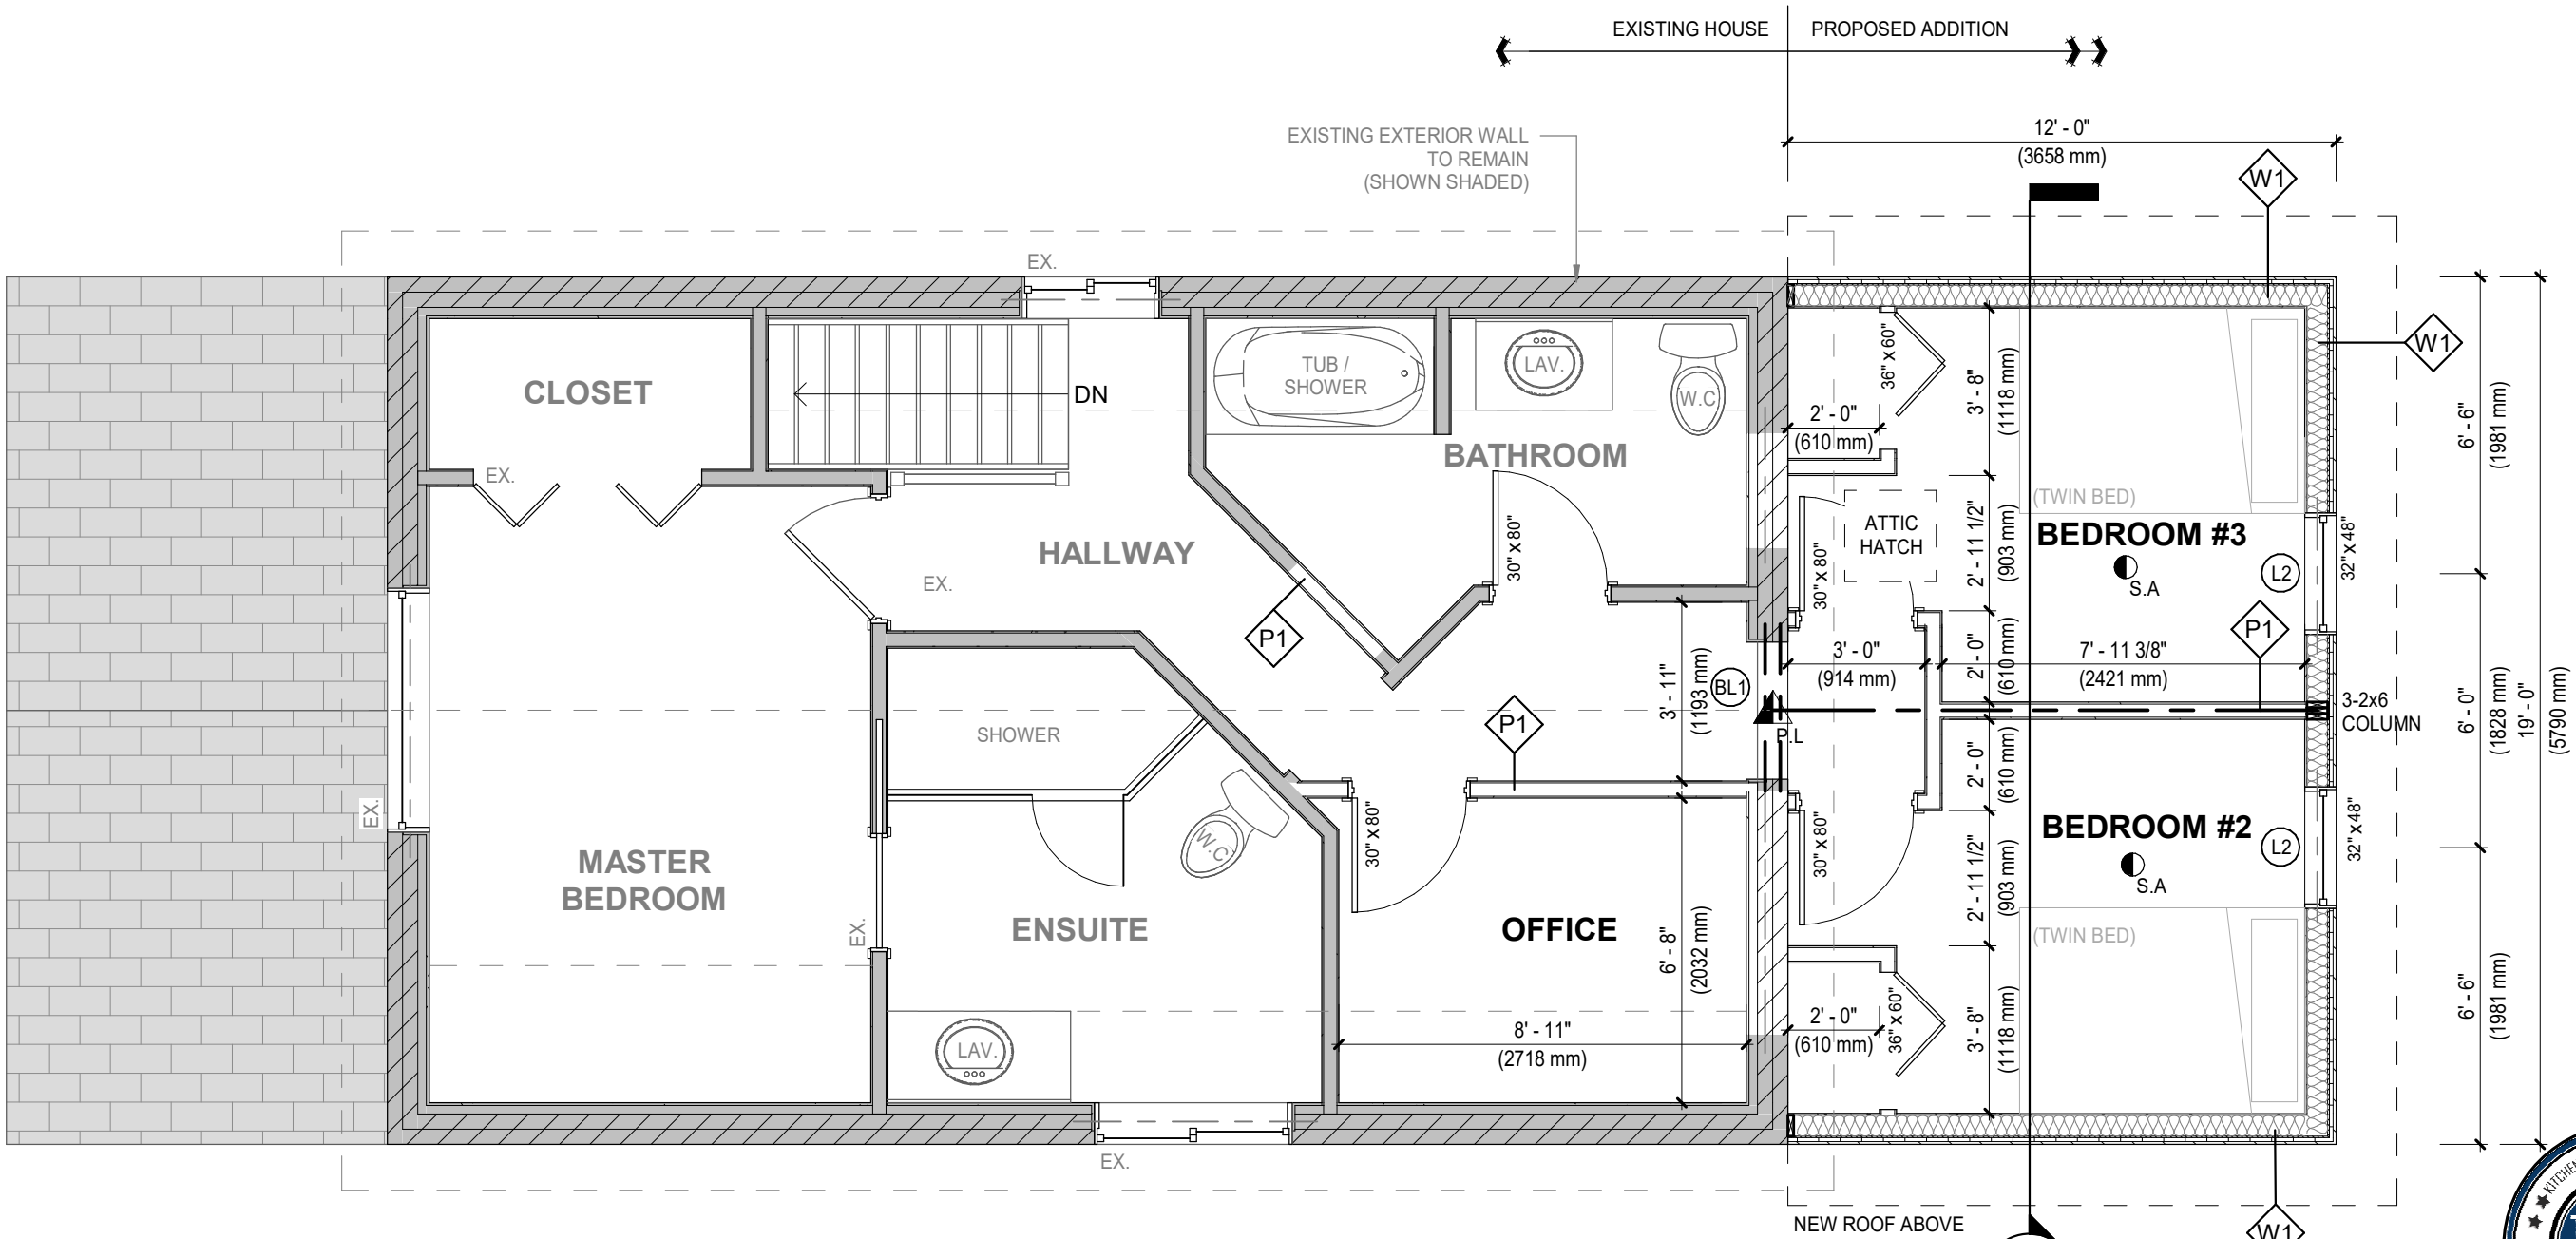 EXISTING HOUSE
PROPOSED ADDITION
EXISTING EXTERIOR WALL
TO REMAIN
(SHOWN SHADED)
12' - 0"
(3658 mm)
W1
EX.
W1
CLOSET
EX.
DN
TUB /
SHOWER
LAV.
W.C
BATHROOM
36" x 60"
2' - 0"
(610 mm)
3' - 8"
(1118 mm)
6' - 6"
(1981 mm)
(TWIN BED)
BEDROOM #3
S.A
L2
32" x 48"
ATTIC
HATCH
30" x 80"
2' - 11 1/2"
(903 mm)
HALLWAY
EX.
30" x 80"
P1
P1
3' - 11"
(1193 mm)
BL1
P.L
3' - 0"
(914 mm)
2' - 0"
(610 mm)
7' - 11 3/8"
(2421 mm)
3-2x6
COLUMN
6' - 0"
(1828 mm)
19' - 0"
(5790 mm)
SHOWER
P1
2' - 0"
(610 mm)
EX.
MASTER
BEDROOM
EX.
W.C
ENSUITE
30" x 80"
OFFICE
6' - 8"
(2032 mm)
30" x 80"
2' - 11 1/2"
(903 mm)
BEDROOM #2
S.A
L2
32" x 48"
(TWIN BED)
LAV.
8' - 11"
(2718 mm)
2' - 0"
(610 mm)
36" x 60"
3' - 8"
(1118 mm)
6' - 6"
(1981 mm)
EX.
NEW ROOF ABOVE
W1